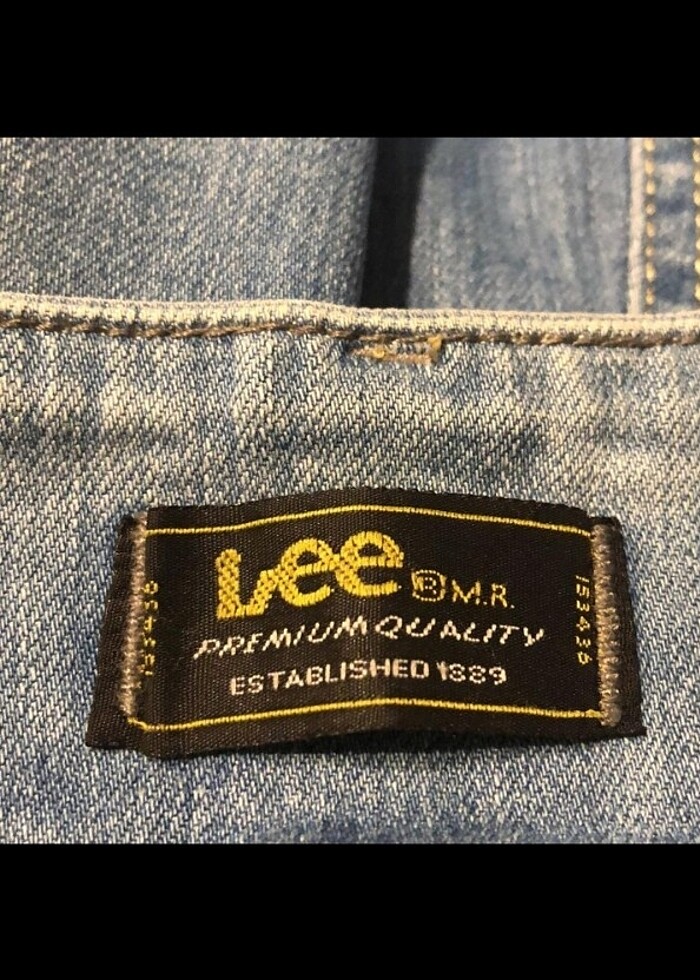 Lee ® M.R.
PREMIUM QUALITY
ESTABLISHED 1889
153436
153436